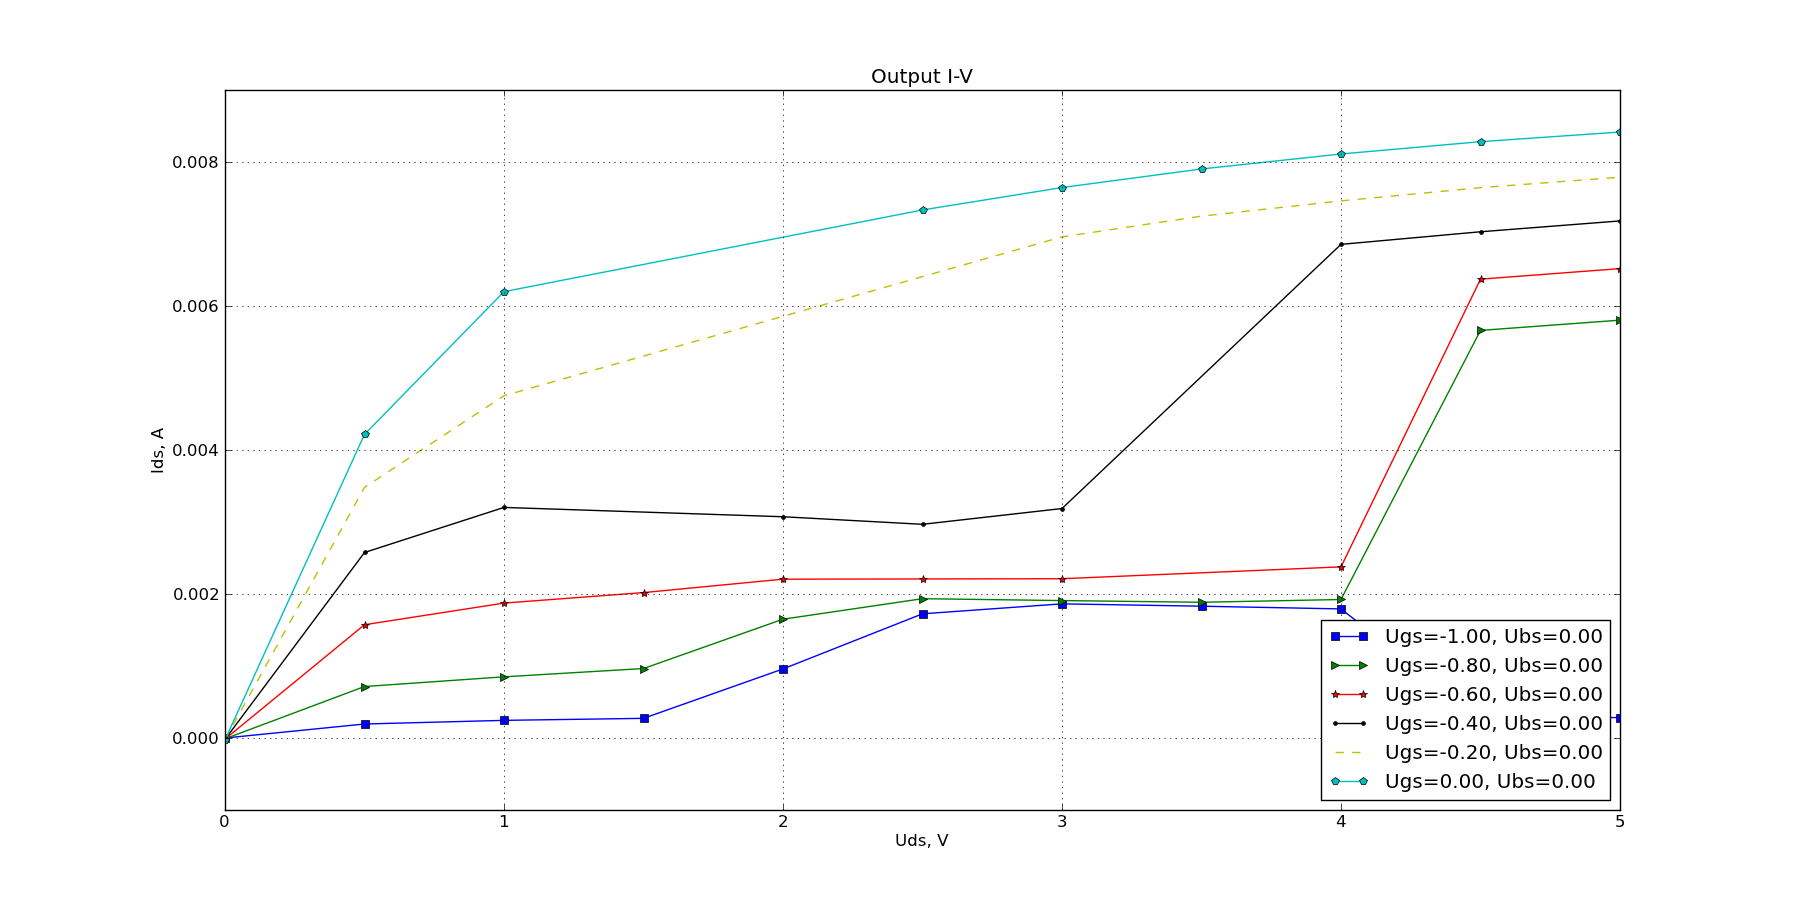 Output I-V
0.008
0.006
0.004
0.002
0.000
Ids, A
0 1 2 3 4 5
Uds, V
Ugs=-1.00, Ubs=0.00
Ugs=-0.80, Ubs=0.00
Ugs=-0.60, Ubs=0.00
Ugs=-0.40, Ubs=0.00
Ugs=-0.20, Ubs=0.00
Ugs=0.00, Ubs=0.00